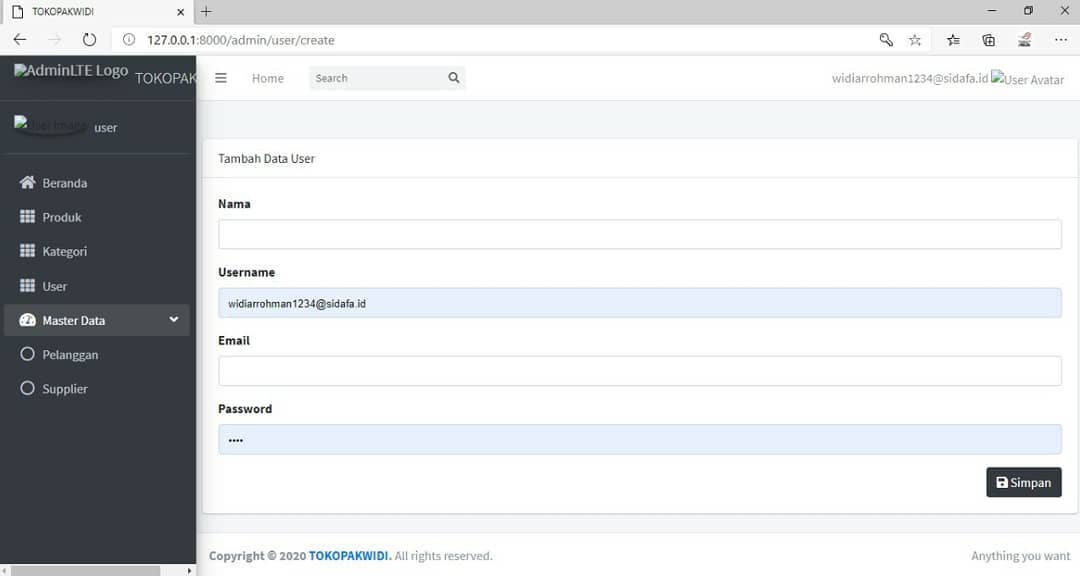 TOKOPAKWIDI
127.0.0.1:8000/admin/user/create
AdminLTE Logo TOKOPAK
Home
Search
widiarrohman1234@sidafa.id User Avatar
User Image user
Beranda
Produk
Kategori
User
Master Data
Pelanggan
Supplier
Tambah Data User
Nama
Username
widiarrohman1234@sidafa.id
Email
Password
••••
Simpan
Copyright © 2020 TOKOPAKWIDI. All rights reserved.
Anything you want